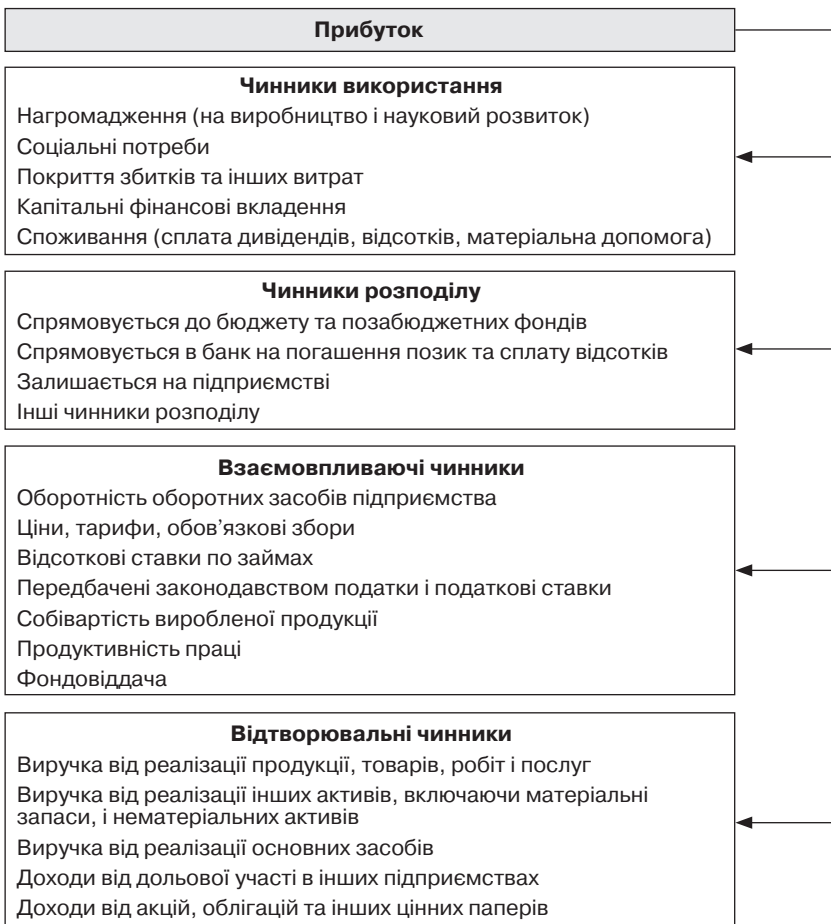 Прибуток
Чинники використання
Нагромадження (на виробництво і науковий розвиток)
Соціальні потреби
Покриття збитків та інших витрат
Капітальні фінансові вкладення
Споживання (сплата дивідендів, відсотків, матеріальна допомога)
Чинники розподілу
Спрямовується до бюджету та позабюджетних фондів
Спрямовується в банк на погашення позик та сплату відсотків
Залишається на підприємстві
Інші чинники розподілу
Взаємовпливаючі чинники
Оборотність оборотних засобів підприємства
Ціни, тарифи, обов’язкові збори
Відсоткові ставки по займах
Передбачені законодавством податки і податкові ставки
Собівартість виробленої продукції
Продуктивність праці
Фондовіддача
Відтворювальні чинники
Виручка від реалізації продукції, товарів, робіт і послуг
Виручка від реалізації інших активів, включаючи матеріальні
запаси, і нематеріальних активів
Виручка від реалізації основних засобів
Доходи від дольової участі в інших підприємствах
Доходи від акцій, облігацій та інших цінних паперів